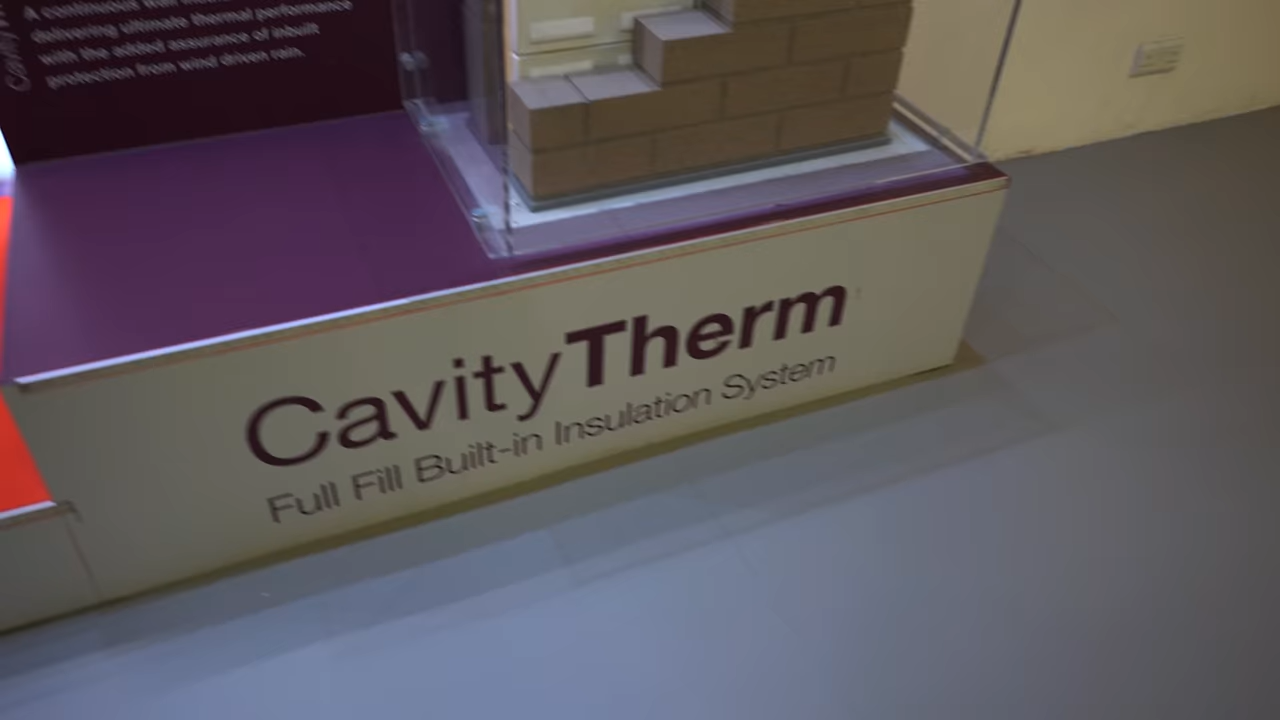 A continuous
delivering ultimate thermal performance
with the added assurance of inbuilt
protection from wind driven rain.
CavityTherm
Full Fill Built-in Insulation System